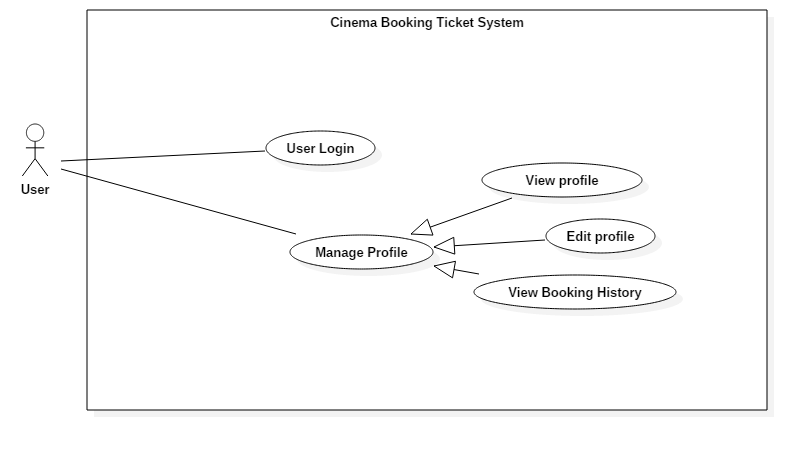 Cinema Booking Ticket System
User Login
View profile
User
Edit profile
Manage Profile
View Booking History